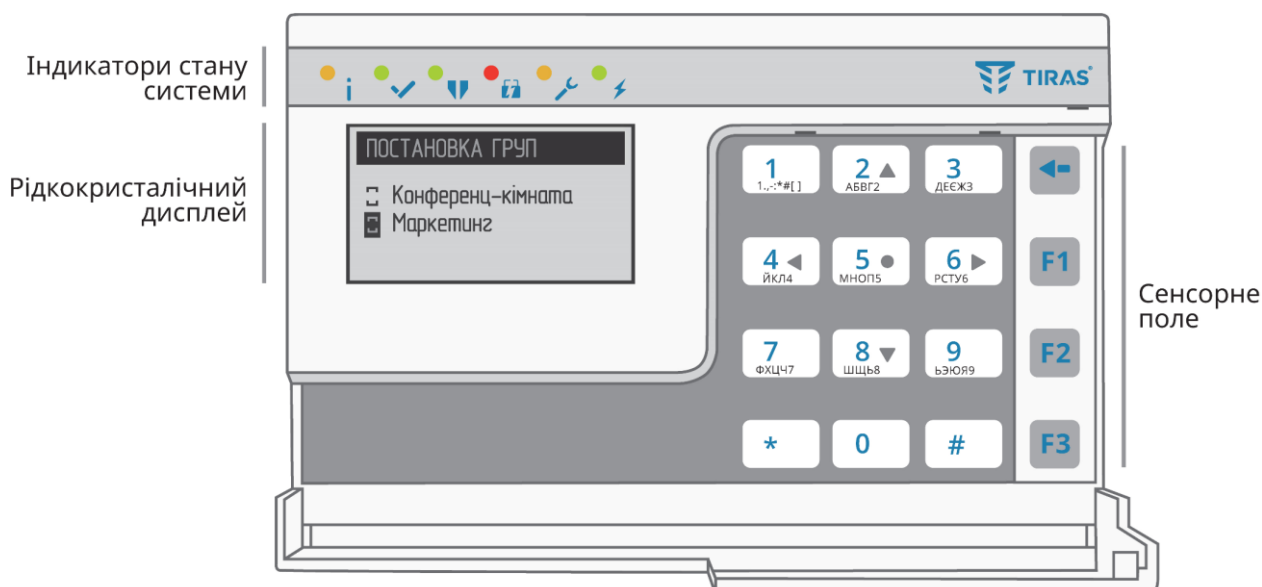 Індикатори стану
системи
TIRAS®
Рідкокристалічний
дисплей
ПОСТАНОВКА ГРУП
Конференц-кімната
Маркетинг
1
1.,-:*#[ ]
2
АБВГ2
3
ДЕЄЖЗ
4
ЙКЛ4
5
МНОП5
6
РСТУ6
7
ФХЦЧ7
8
ШЩЬ8
9
ЬЭЮЯ9
*
0
#
F1
F2
F3
Сенсорне
поле